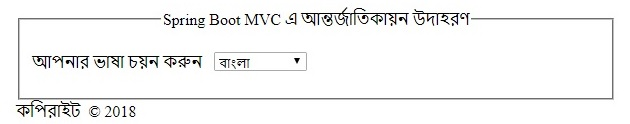 Spring Boot MVC এ আন্তর্জাতিকায়ন উদাহরণ
আপনার ভাষা চয়ন করুন বাংলা
কপিরাইট © 2018